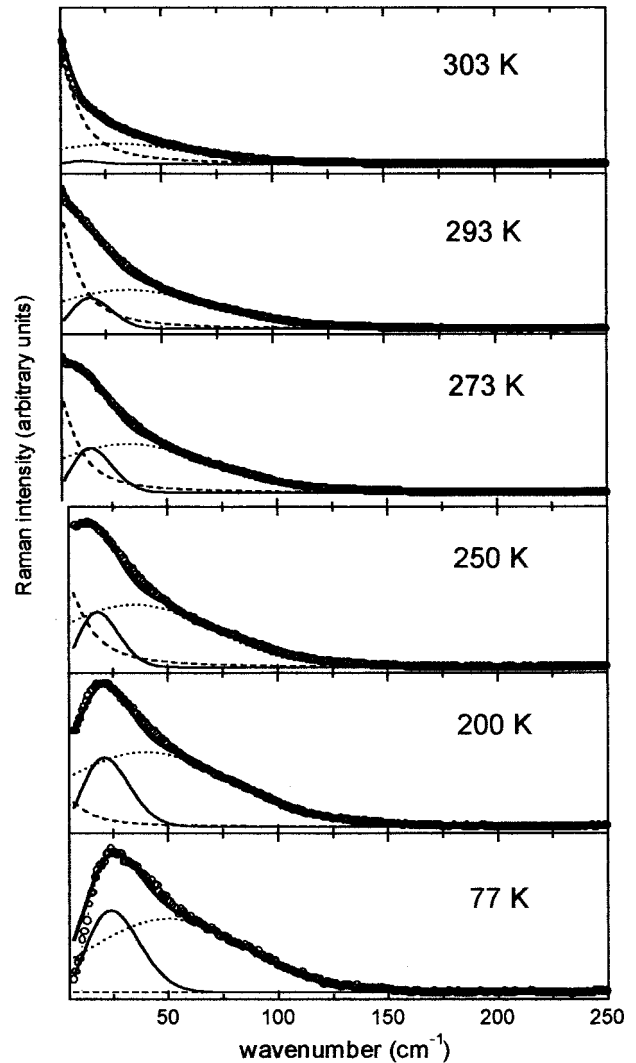 303 K
293 K
273 K
250 K
200 K
77 K
Raman intensity (arbitrary units)
50 100 150 200 250
wavenumber (cm⁻¹)